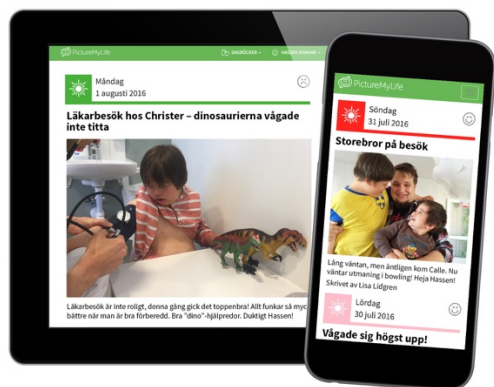 PictureMyLife
DAGBÖCKER
HASSEN ENMARK
Måndag
1 augusti 2016
Läkarbesök hos Christer – dinosaurierna vågade
inte titta
Läkarbesök är inte roligt, denna gång gick det toppenbra! Allt funkar så myc
bättre när man är bra förberedd. Bra "dino"-hjälpredor. Duktigt Hassen!
PictureMyLife
Söndag
31 juli 2016
Storebror på besök
Lång väntan, men äntligen kom Calle. Nu
väntar utmaning i bowling! Heja Hassen!
Skrivet av Lisa Lidgren
Lördag
30 juli 2016
Vågade sig högst upp!